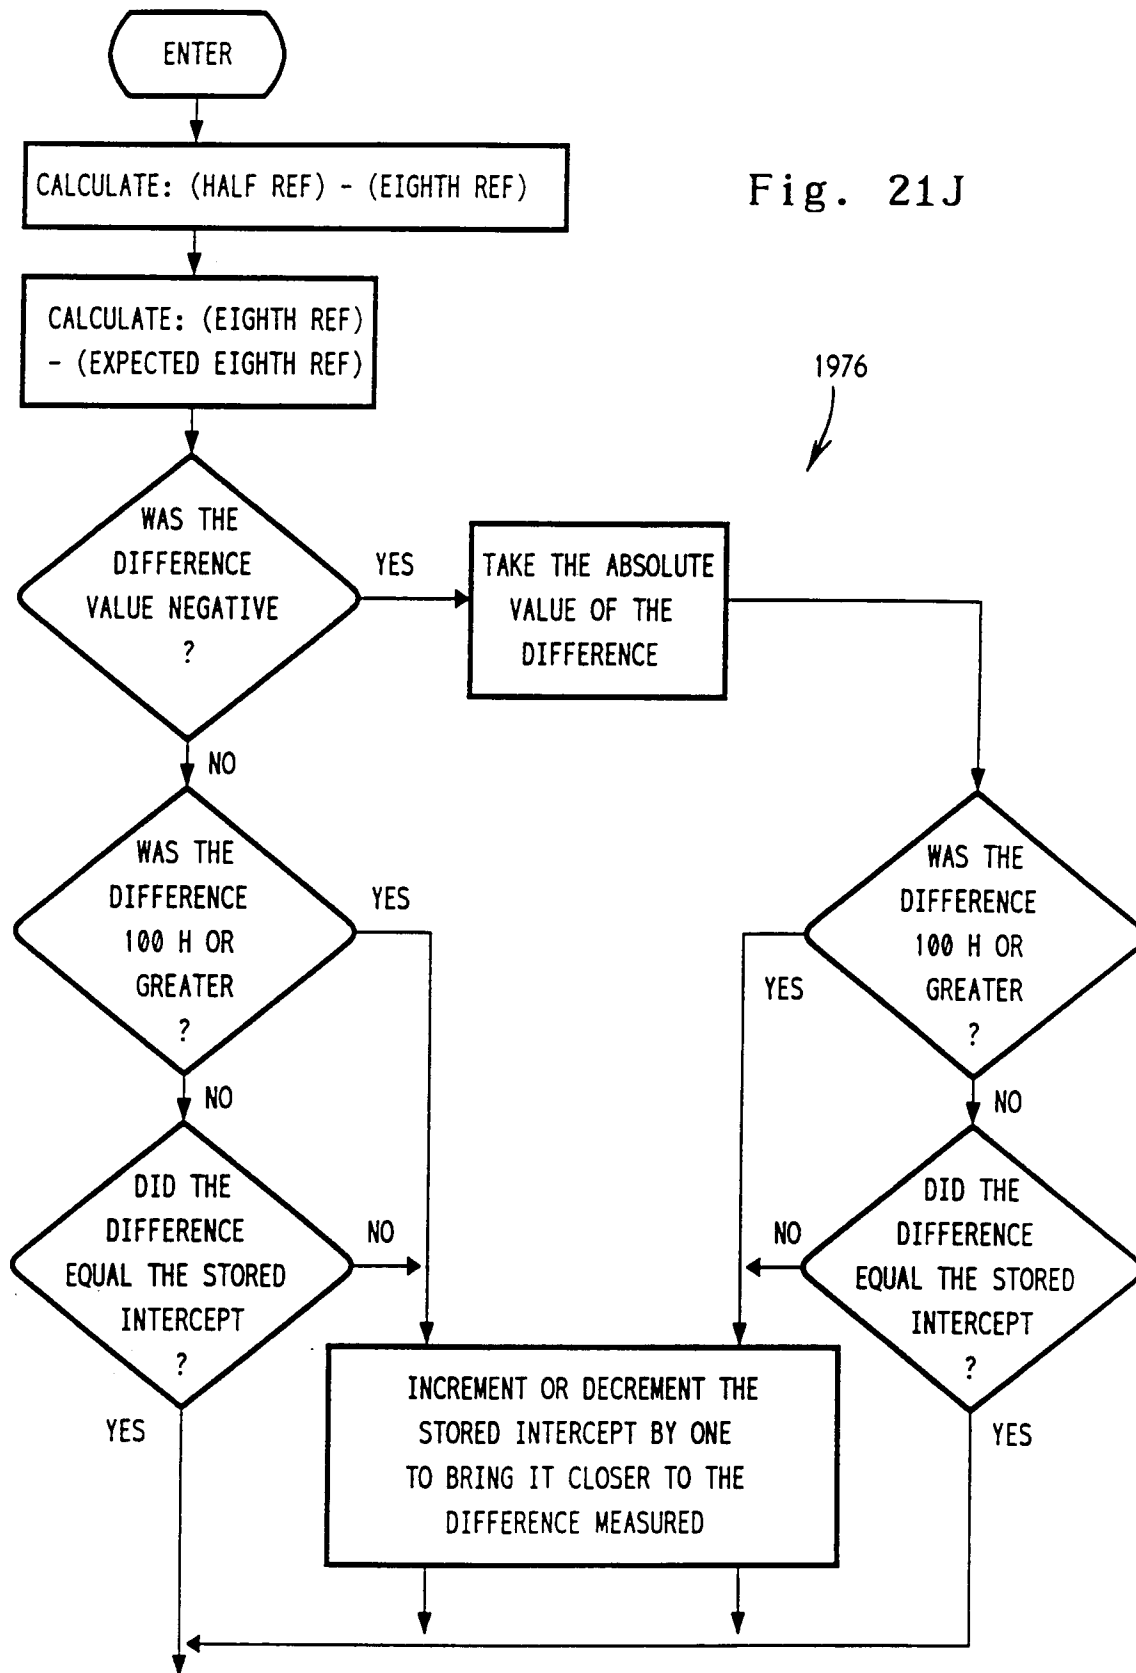 ENTER
CALCULATE: (HALF REF) - (EIGHTH REF)
Fig. 21J
CALCULATE: (EIGHTH REF)
- (EXPECTED EIGHTH REF)
1976
WAS THE
DIFFERENCE
VALUE NEGATIVE
?
YES
TAKE THE ABSOLUTE
VALUE OF THE
DIFFERENCE
NO
WAS THE
DIFFERENCE
100 H OR
GREATER
?
YES
WAS THE
DIFFERENCE
100 H OR
GREATER
?
YES
NO
NO
DID THE
DIFFERENCE
EQUAL THE STORED
INTERCEPT
?
NO
DID THE
DIFFERENCE
EQUAL THE STORED
INTERCEPT
?
NO
YES
INCREMENT OR DECREMENT THE
STORED INTERCEPT BY ONE
TO BRING IT CLOSER TO THE
DIFFERENCE MEASURED
YES